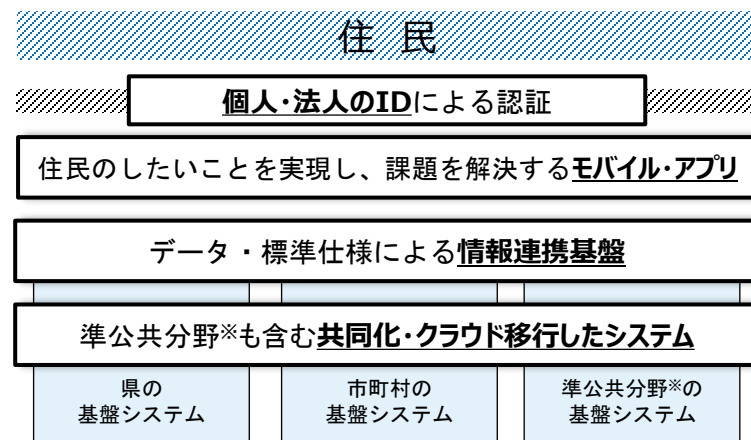 住 民
個人・法人のIDによる認証
住民のしたいことを実現し、課題を解決するモバイル・アプリ
データ・標準仕様による情報連携基盤
準公共分野※も含む共同化・クラウド移行したシステム
県の
基盤システム
市町村の
基盤システム
準公共分野※の
基盤システム